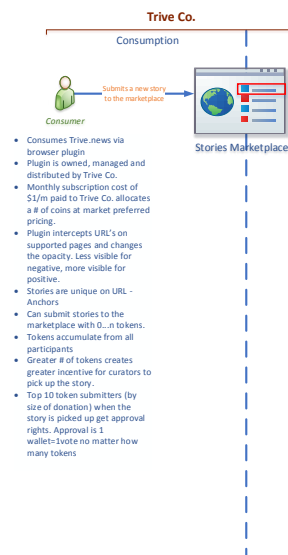 Trive Co.
Consumption
Submits a new story
to the marketplace
Consumer
Stories Marketplace
• Consumes Trive.news via
browser plugin
• Plugin is owned, managed and
distributed by Trive Co.
• Monthly subscription cost of
$1/m paid to Trive Co. allocates
a # of coins at market preferred
pricing.
• Plugin intercepts URL's on
supported pages and changes
the opacity. Less visible for
negative, more visible for
positive.
• Stories are unique on URL -
Anchors
• Can submit stories to the
marketplace with 0...n tokens.
• Tokens accumulate from all
participants
• Greater # of tokens creates
greater incentive for curators to
pick up the story.
• Top 10 token submitters (by
size of donation) when the
story is picked up get approval
rights. Approval is 1
wallet=1vote no matter how
many tokens